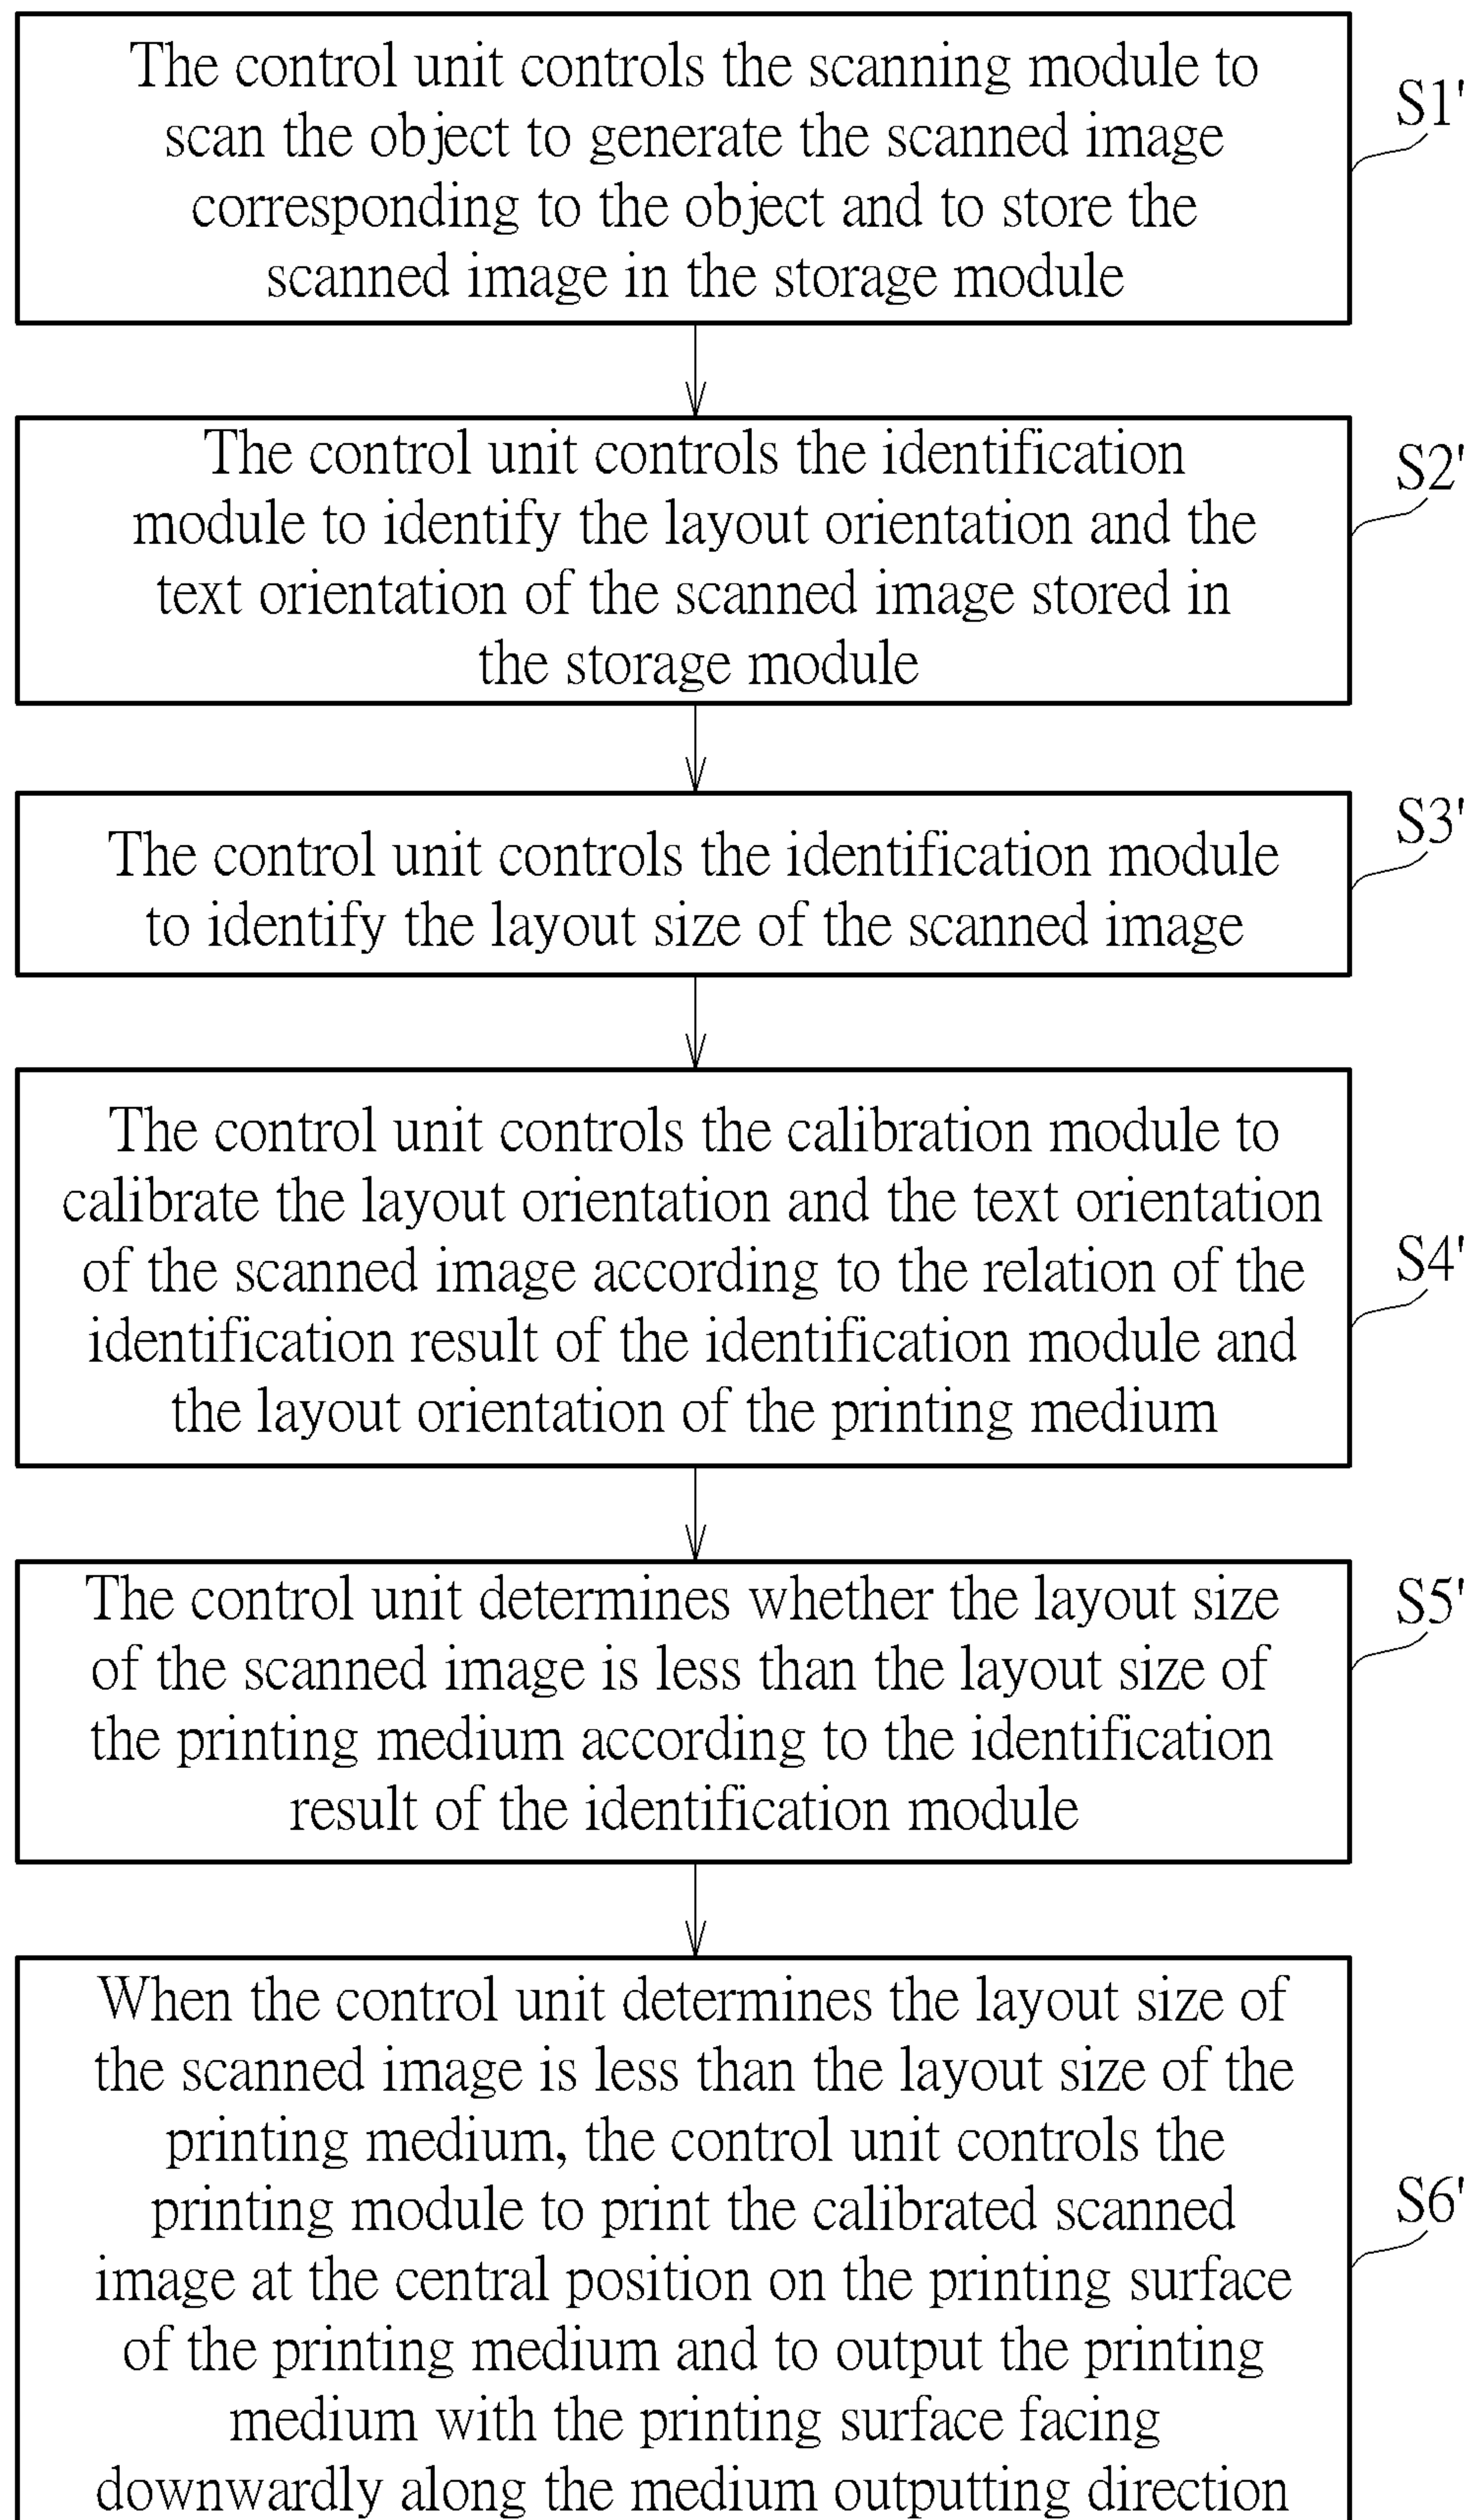 The control unit controls the scanning module to
scan the object to generate the scanned image
corresponding to the object and to store the
scanned image in the storage module
S1'
The control unit controls the identification
module to identify the layout orientation and the
text orientation of the scanned image stored in
the storage module
S2'
The control unit controls the identification module
to identify the layout size of the scanned image
S3'
The control unit controls the calibration module to
calibrate the layout orientation and the text orientation
of the scanned image according to the relation of the
identification result of the identification module and
the layout orientation of the printing medium
S4'
The control unit determines whether the layout size
of the scanned image is less than the layout size of
the printing medium according to the identification
result of the identification module
S5'
When the control unit determines the layout size of
the scanned image is less than the layout size of the
printing medium, the control unit controls the
printing module to print the calibrated scanned
image at the central position on the printing surface
of the printing medium and to output the printing
medium with the printing surface facing
downwardly along the medium outputting direction
S6'